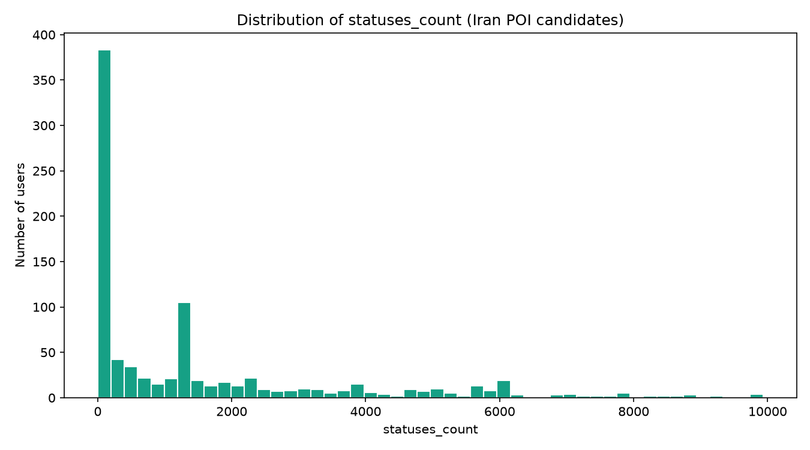 Distribution of statuses_count (Iran POI candidates)
400
350
300
250
200
150
100
50
0
Number of users
0 2000 4000 6000 8000 10000
statuses_count